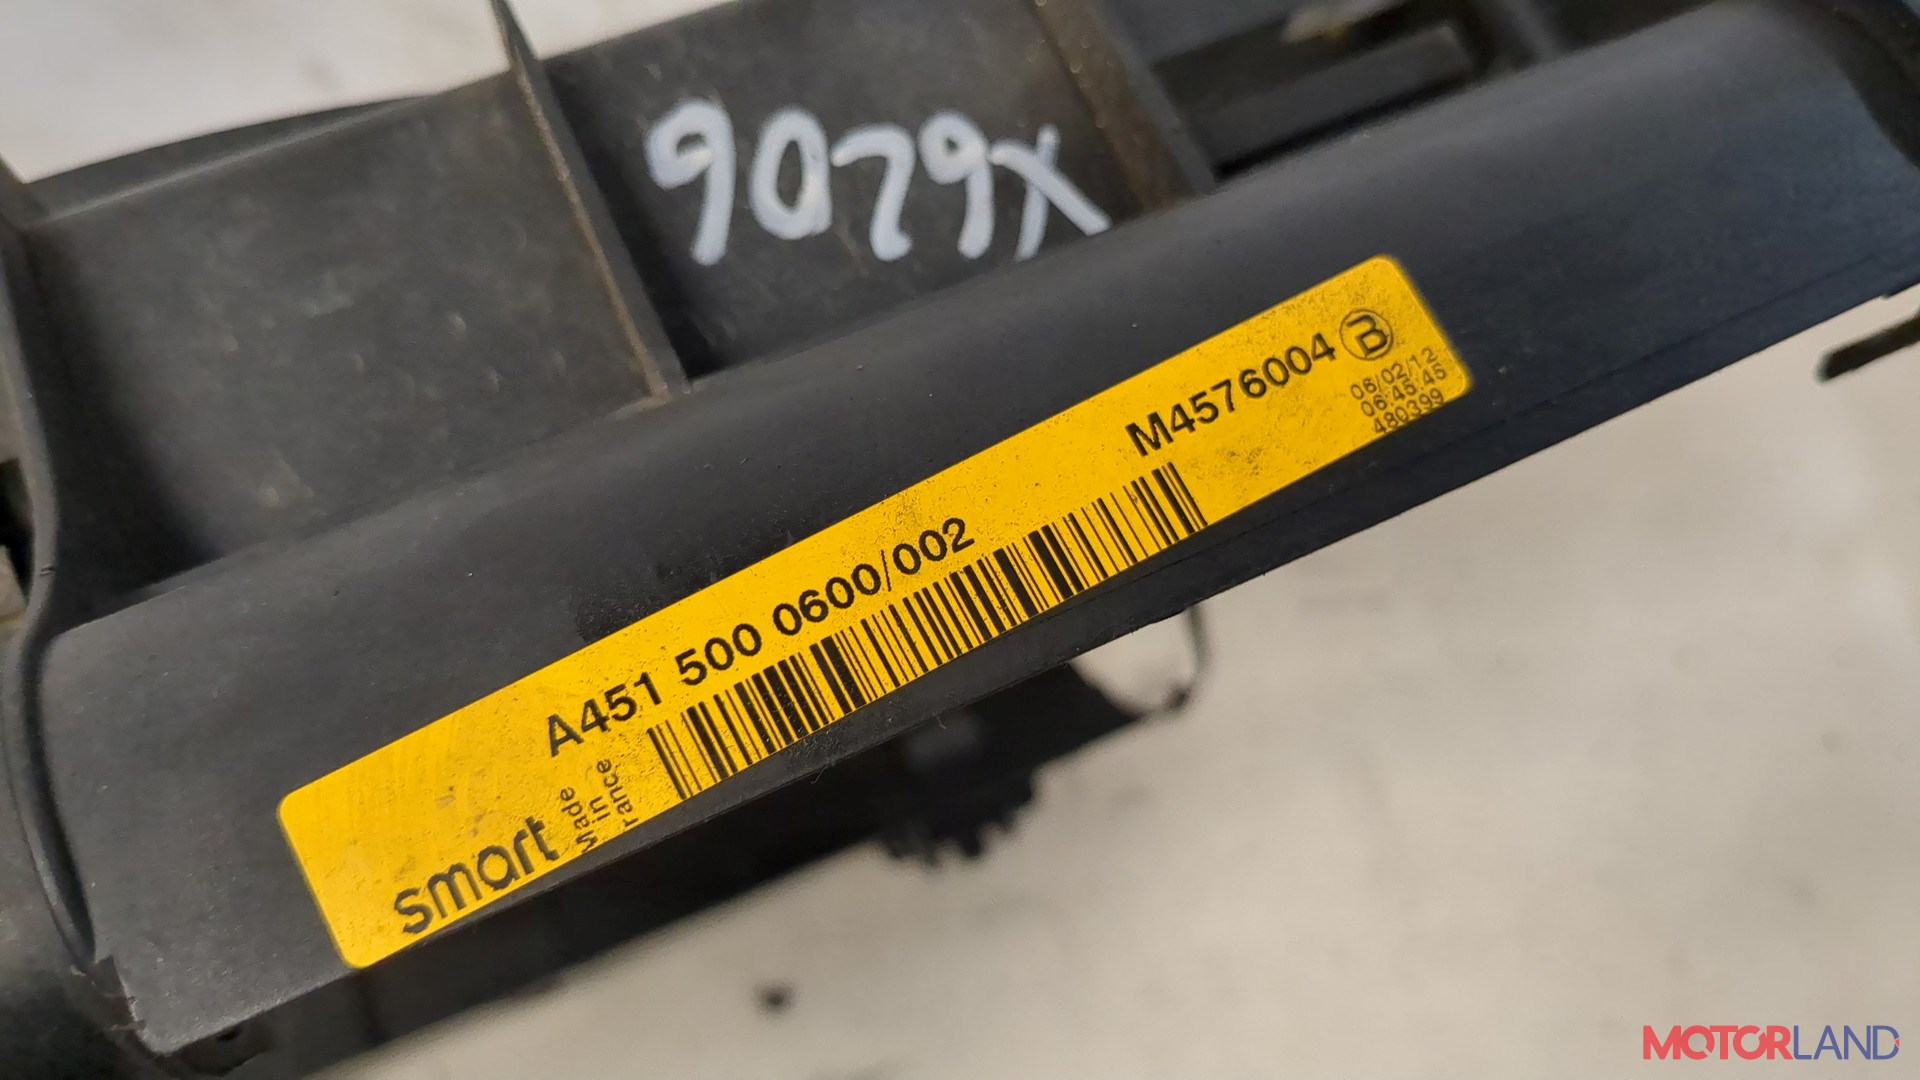 9079X
M4576004 B
06/02/12
06:45:45
480399
A451 500 0600/002
smart
Made
in
rance
MOTORLAND